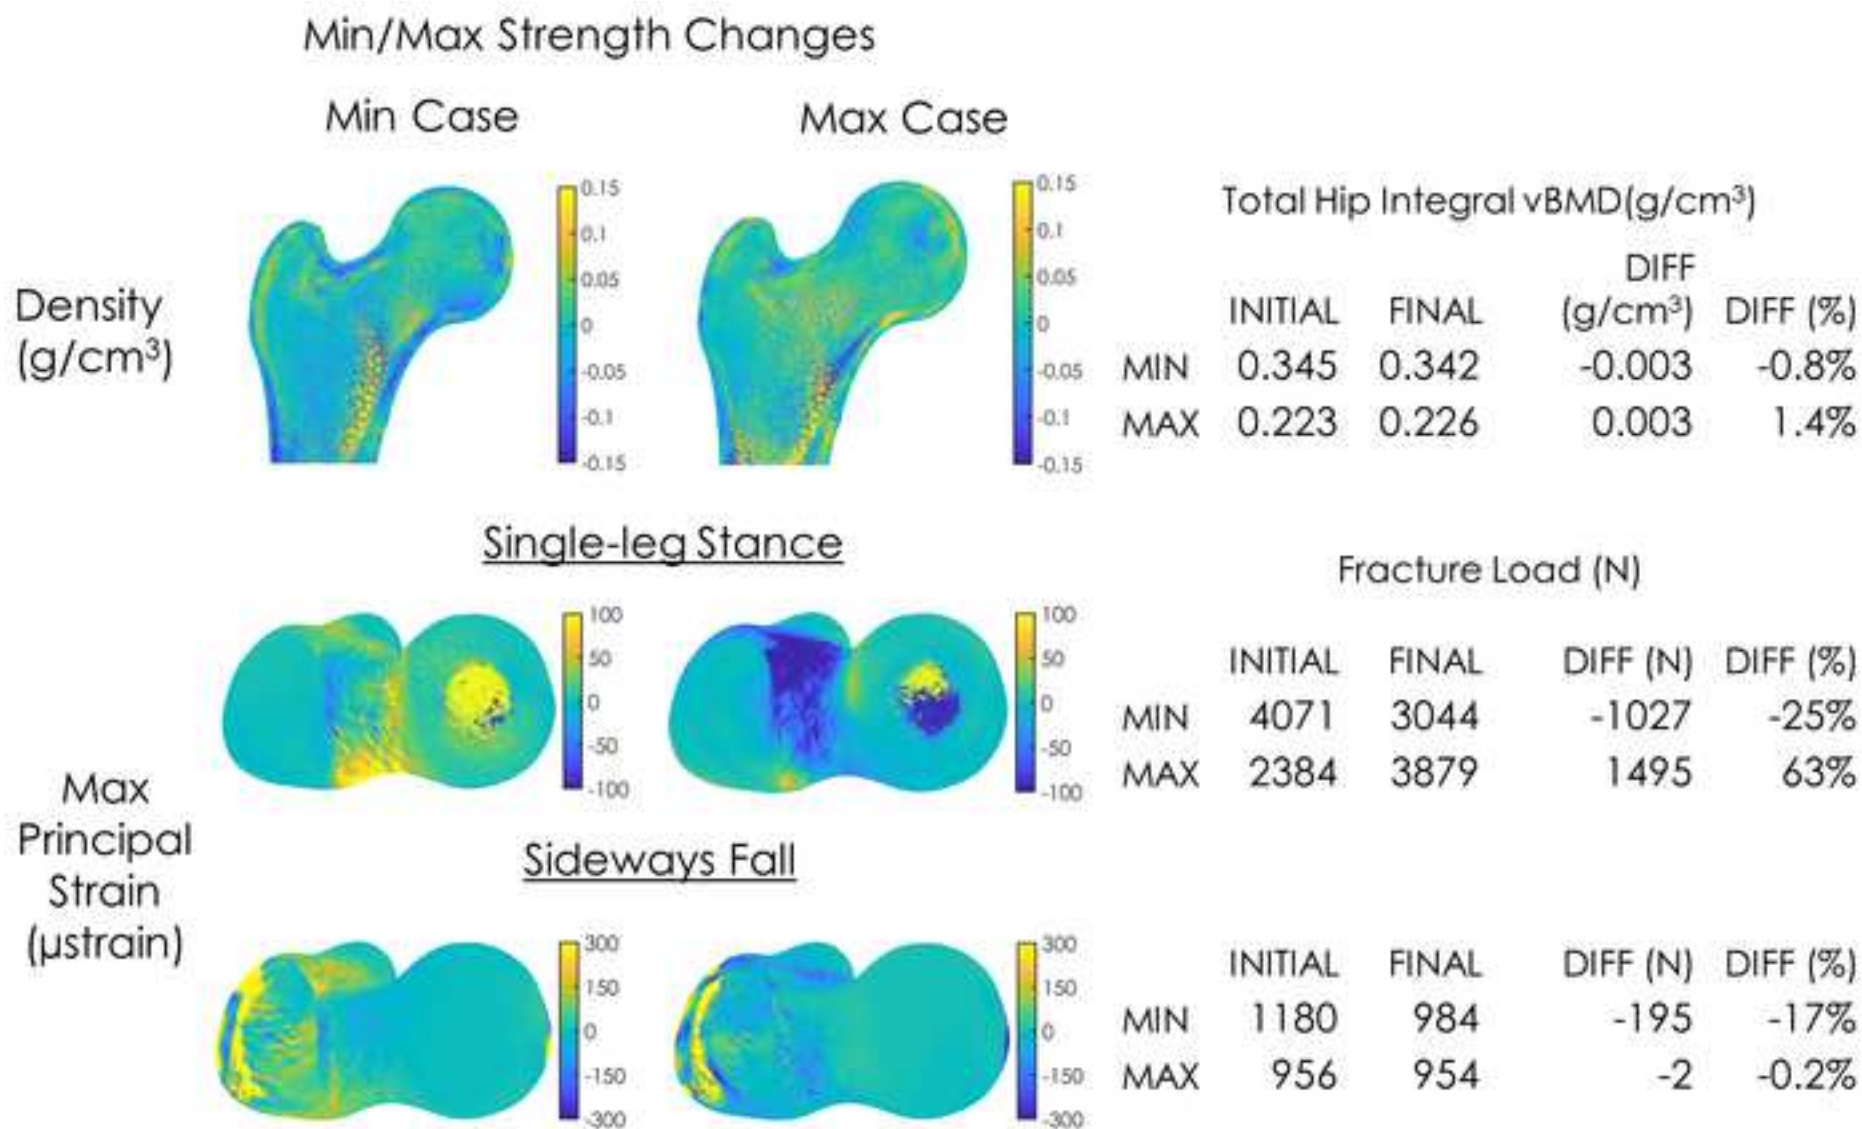 Min/Max Strength Changes
Min Case
Max Case
Density
(g/cm³)
0.15
0.1
0.05
0
-0.05
-0.1
-0.15
0.15
0.1
0.05
0
-0.05
-0.1
-0.15
Total Hip Integral vBMD(g/cm³)
DIFF
INITIAL FINAL (g/cm³) DIFF (%)
MIN 0.345 0.342 -0.003 -0.8%
MAX 0.223 0.226 0.003 1.4%
Single-leg Stance
Max
Principal
Strain
(µstrain)
100
50
0
-50
-100
100
50
0
-50
-100
Fracture Load (N)
INITIAL FINAL DIFF (N) DIFF (%)
MIN 4071 3044 -1027 -25%
MAX 2384 3879 1495 63%
Sideways Fall
300
150
0
-150
-300
300
150
0
-150
-300
INITIAL FINAL DIFF (N) DIFF (%)
MIN 1180 984 -195 -17%
MAX 956 954 -2 -0.2%